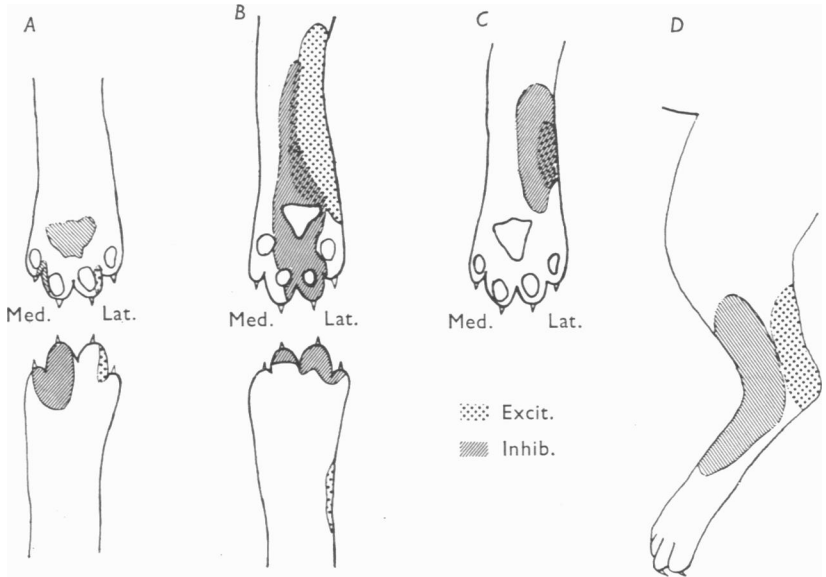 A
B
C
D
Med. Lat.
Med. Lat.
Med. Lat.
Excit.
Inhib.